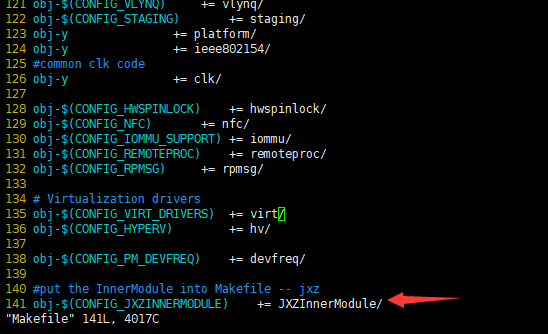 121 obj-$(CONFIG_VLYNQ) += vlynq/
122 obj-$(CONFIG_STAGING) += staging/
123 obj-y += platform/
124 obj-y += ieee802154/
125 #common clk code
126 obj-y += clk/
127
128 obj-$(CONFIG_HWSPINLOCK) += hwspinlock/
129 obj-$(CONFIG_NFC) += nfc/
130 obj-$(CONFIG_IOMMU_SUPPORT) += iommu/
131 obj-$(CONFIG_REMOTEPROC) += remoteproc/
132 obj-$(CONFIG_RPMSG) += rpmsg/
133
134 # Virtualization drivers
135 obj-$(CONFIG_VIRT_DRIVERS) += virt/
136 obj-$(CONFIG_HYPERV) += hv/
137
138 obj-$(CONFIG_PM_DEVFREQ) += devfreq/
139
140 #put the InnerModule into Makefile -- jxz
141 obj-$(CONFIG_JXZINNERMODULE) += JXZInnerModule/
"Makefile" 141L, 4017C